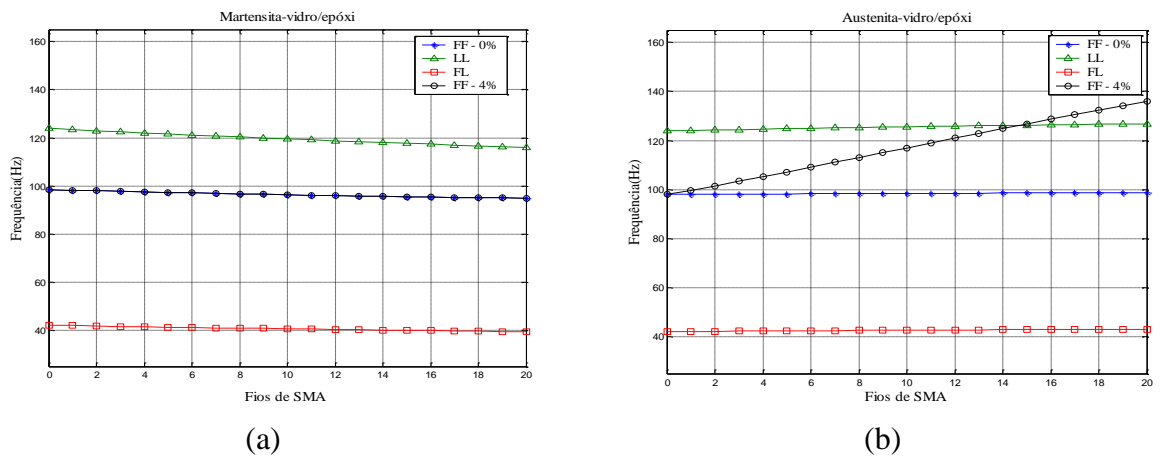 Martensita-vidro/epóxi
160
140
120
100
80
60
40
Frequência(Hz)
FF - 0%
LL
FL
FF - 4%
0 2 4 6 8 10 12 14 16 18 20
Fios de SMA
(a)
Austenita-vidro/epóxi
160
140
120
100
80
60
40
Frequência(Hz)
FF - 0%
LL
FL
FF - 4%
0 2 4 6 8 10 12 14 16 18 20
Fios de SMA
(b)